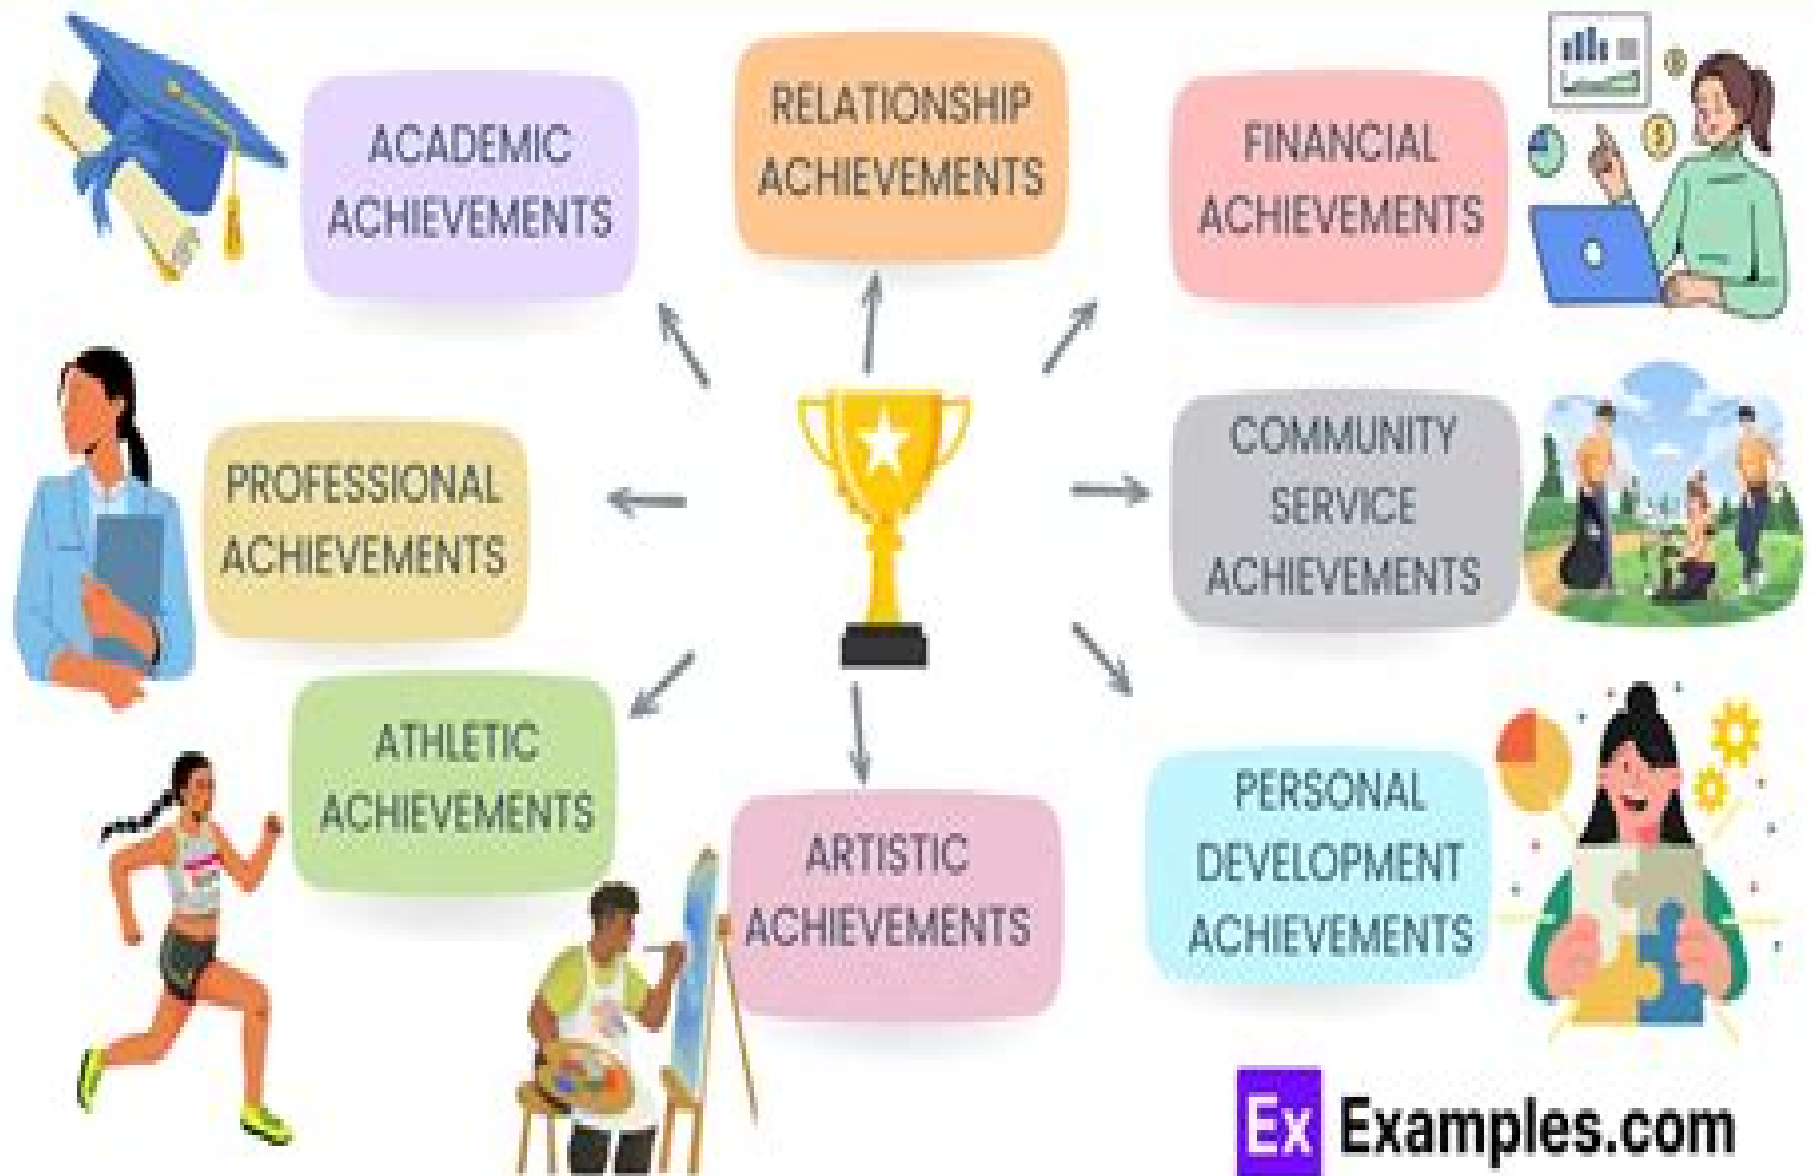 ACADEMIC
ACHIEVEMENTS
RELATIONSHIP
ACHIEVEMENTS
FINANCIAL
ACHIEVEMENTS
PROFESSIONAL
ACHIEVEMENTS
COMMUNITY
SERVICE
ACHIEVEMENTS
ATHLETIC
ACHIEVEMENTS
ARTISTIC
ACHIEVEMENTS
PERSONAL
DEVELOPMENT
ACHIEVEMENTS
Ex Examples.com